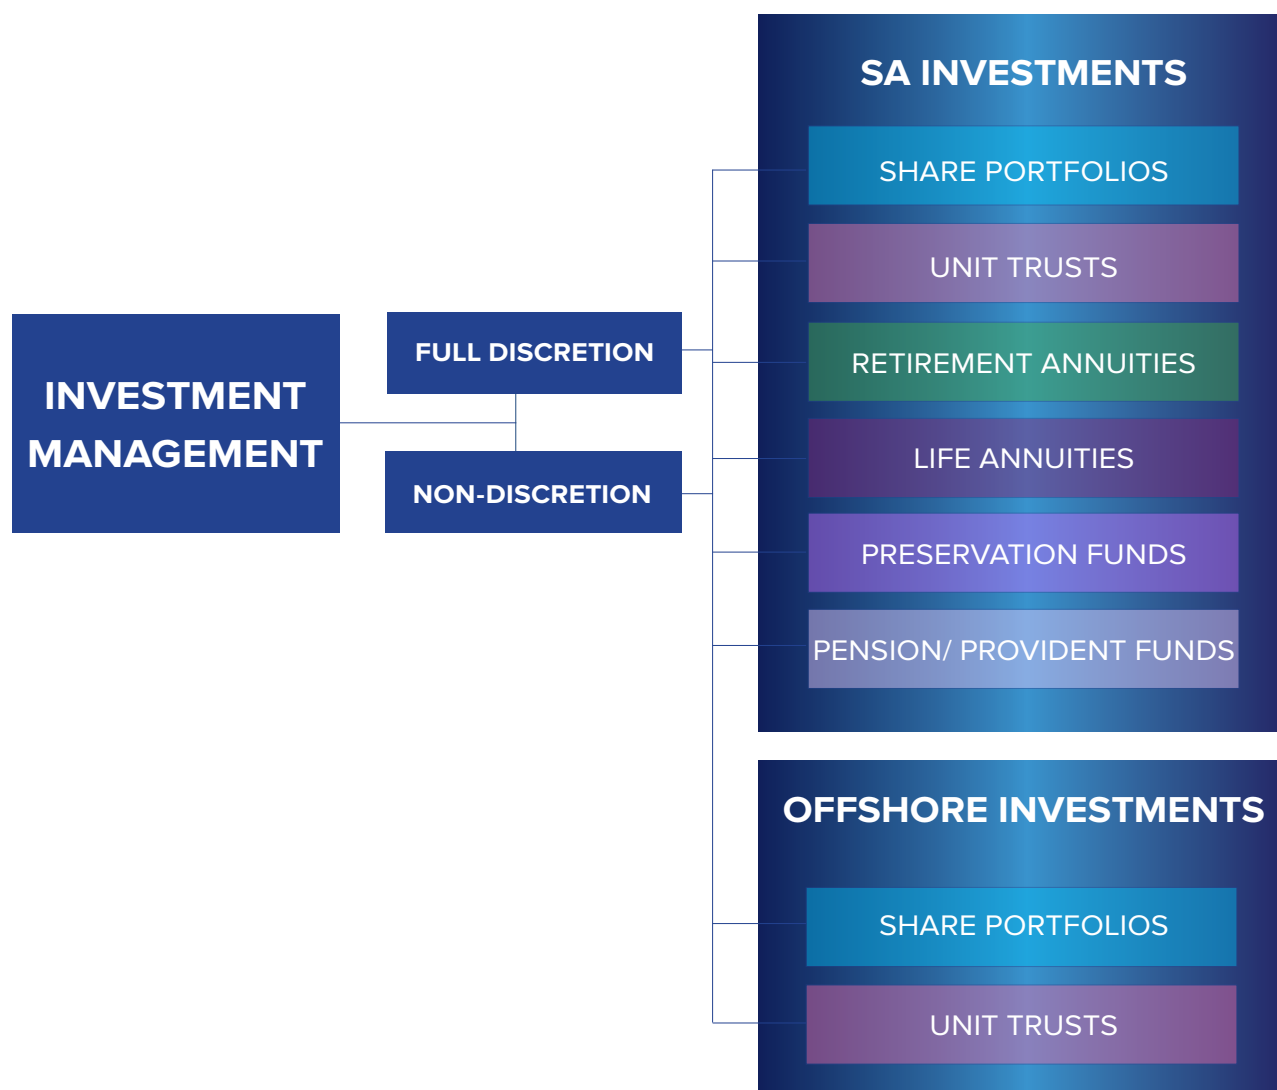 INVESTMENT
MANAGEMENT
FULL DISCRETION
NON-DISCRETION
SA INVESTMENTS
SHARE PORTFOLIOS
UNIT TRUSTS
RETIREMENT ANNUITIES
LIFE ANNUITIES
PRESERVATION FUNDS
PENSION/ PROVIDENT FUNDS
OFFSHORE INVESTMENTS
SHARE PORTFOLIOS
UNIT TRUSTS